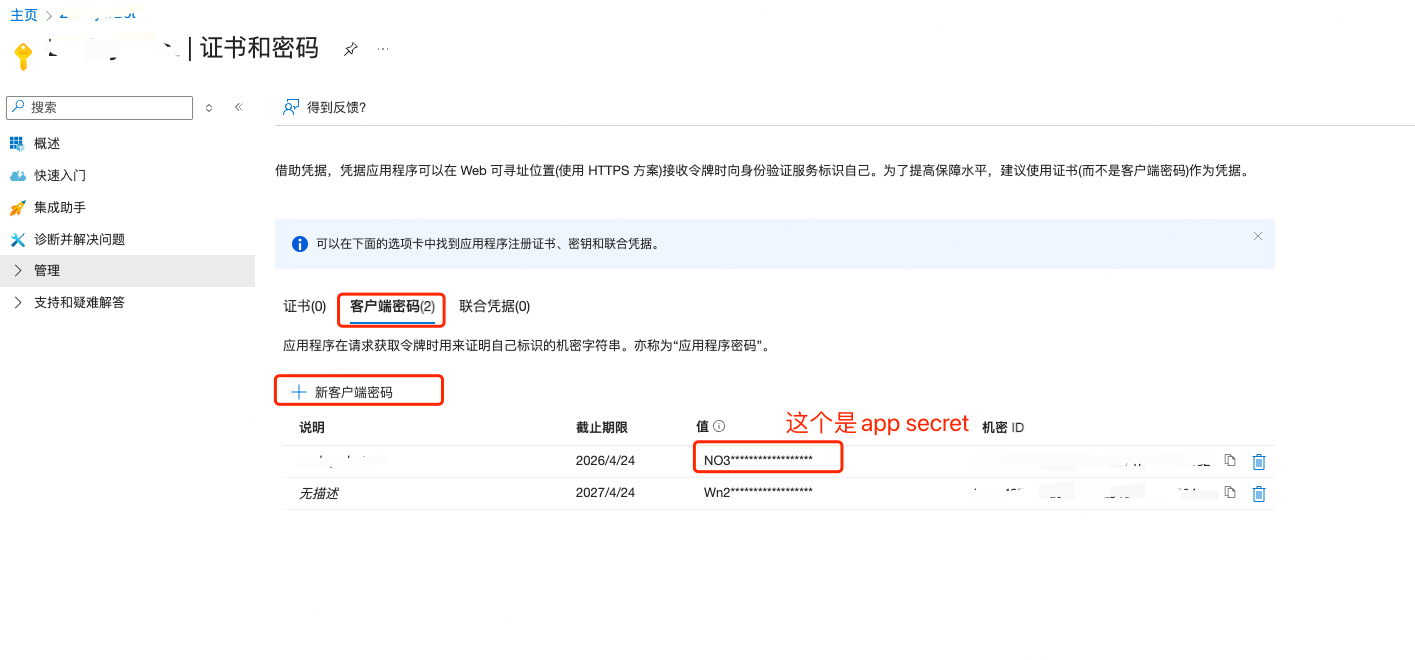 主页
| 证书和密码
搜索
得到反馈?
概述
快速入门
集成助手
诊断并解决问题
管理
支持和疑难解答
借助凭据，凭据应用程序可以在 Web 可寻址位置(使用 HTTPS 方案)接收令牌时向身份验证服务标识自己。为了提高保障水平，建议使用证书(而不是客户端密码)作为凭据。
可以在下面的选项卡中找到应用程序注册证书、密钥和联合凭据。
证书(0) 客户端密码(2) 联合凭据(0)
应用程序在请求获取令牌时用来证明自己标识的机密字符串。亦称为“应用程序密码”。
新客户端密码
这个是 app secret
说明 截止期限 值 机密 ID
2026/4/24 NO3******************
无描述 2027/4/24 Wn2******************